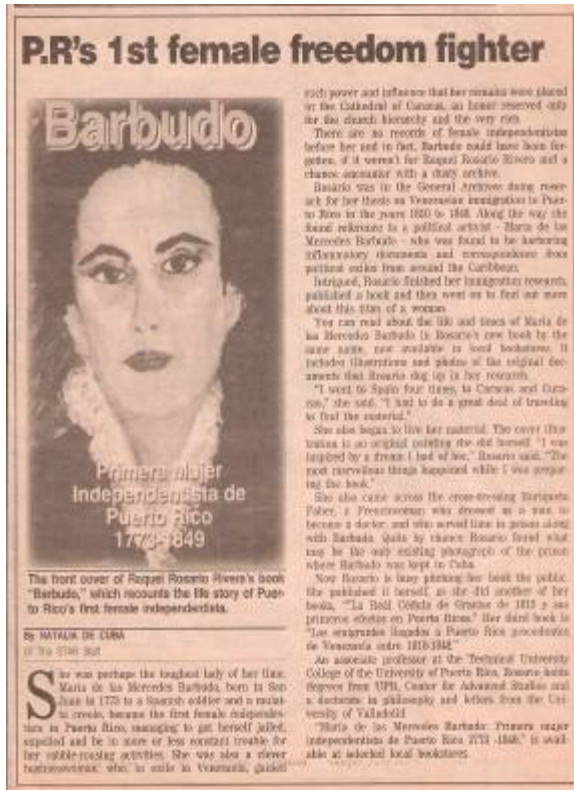 P.R's 1st female freedom fighter
Barbudo
Primera Mujer
Independentista de
Puerto Rico
1773-1849
The front cover of Raquel Rosario Rivera's book
"Barbudo," which recounts the life story of Puer-
to Rico's first female independentista.
By NATALIA DE CUBA
Of The STAR Staff
She was perhaps the toughest lady of her time.
Maria de las Mercedes Barbudo, born in San
Juan in 1773 to a Spanish soldier and a
creole, became the first female independen-
tista in Puerto Rico, managing to get herself jailed,
expelled and be in more or less constant trouble for
her rabble-rousing activities. She was also a clever
businesswoman, who, in exile in Venezuela, gained
such power and influence that her remains were placed
in the Cathedral of Caracas, an honor reserved only
for the church hierarchy and the very rich.
There are no records of female independentistas
before her and in fact, Barbudo could have been for-
gotten, if it weren't for Raquel Rosario Rivera and a
chance encounter with a dusty archive.
Rosario was in the General Archives doing rese-
arch for her thesis on Venezuelan immigration to Puer-
to Rico in the years 1810 to 1848. Along the way she
found reference to a political activist - Maria de las
Mercedes Barbudo - who was found to be harboring
inflammatory documents and correspondence from
political exiles from around the Caribbean.
Intrigued, Rosario finished her immigration research,
published a book and then went on to find out more
about this titan of a woman.
You can read about the life and times of Maria de
las Mercedes Barbudo in Rosario's new book by the
same name, now available in local bookstores. It
includes illustrations and photos of the original doc-
uments that Rosario dug up in her research.
"I went to Spain four times, to Caracas and Cura-
cao," she said. "I had to do a great deal of traveling
to find the material."
She also began to live her material. The cover illus-
tration is an original painting she did herself. "I was
inspired by a dream I had of her," Rosario said. "The
most marvelous things happened while I was prepar-
ing the book."
She also came across the cross-dressing Enriqueta
Faber, a Frenchwoman who dressed as a man to
become a doctor, and who served time in prison along
with Barbudo. Quite by chance Rosario found what
may be the only existing photograph of the prison
where Barbudo was kept in Cuba.
Now Rosario is busy pitching her book the public.
She published it herself, as she did another of her
books, "La Real Cédula de Gracias de 1815 y sus
primeros efectos en Puerto Rico." Her third book is
"Los emigrantes llegados a Puerto Rico procedentes
de Venezuela entre 1810-1848."
An associate professor at the Technical University
College of the University of Puerto Rico, Rosario holds
degrees from UPR, Center for Advanced Studies and
a doctorate in philosophy and letters from the Uni-
versity of Valladolid.
"Maria de las Mercedes Barbudo: Primera mujer
independentista de Puerto Rico 1773 -1849," is avail-
able at selected local bookstores.